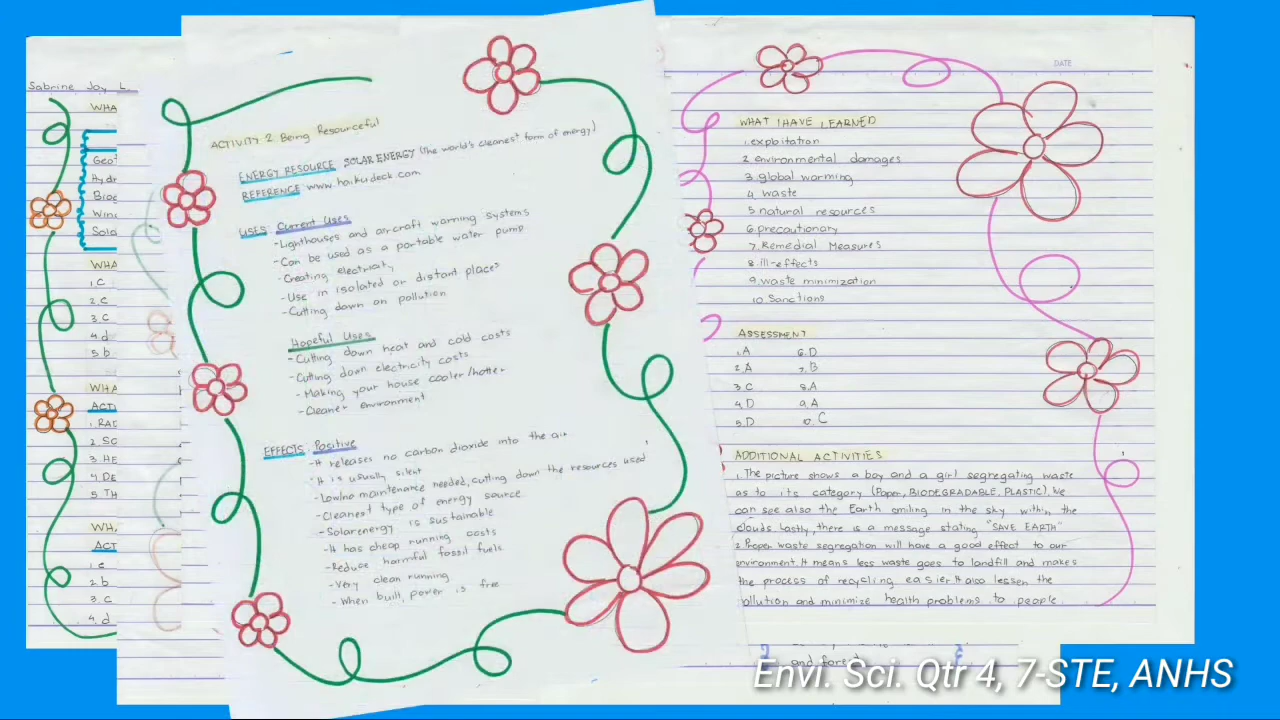 Sabrine Joy L.
WHA
Geot
Hydr
Bioe
Wind
Sola
WHA
1. C
2. C
3. C
4. d
5. b
WHA
ACTI
1. RAD
2. SO
3. HE
4. DE
5. TH
WHA
ACT
1. c
2. b
3. c
4. d
ACTIVITY 2 Being Resourceful
ENERGY RESOURCE SOLAR ENERGY (The world's cleanest form of energy)
REFERENCE: www.haikudeck.com
USES: Current Uses
-Lighthouses and aircraft warning systems
-Can be used as a portable water pump
-Creating electricity
-Use in isolated or distant places
-Cutting down on pollution
Hopeful Uses
-Cutting down heat and cold costs
-Cutting down electricity costs
-Making your house cooler/hotter
-Cleaner environment
EFFECTS: Positive
-It releases no carbon dioxide into the air
-It is usually silent
-Low/no maintenance needed, cutting down the resources used
-Cleanest type of energy source
-Solar energy is sustainable
-It has cheap running costs
-Reduce harmful fossil fuels
-Very clean running
-When built, power is free
DATE
WHAT I HAVE LEARNED
1. exploitation
2. environmental damages
3. global warming
4. waste
5. natural resources
6. precautionary
7. Remedial Measures
8. ill-effects
9. waste minimization
10. Sanctions
ASSESSMENT
1. A 6. D
2. A 7. B
3. C 8. A
4. D 9. A
5. D 10. C
ADDITIONAL ACTIVITIES
1. The picture shows a boy and a girl segregating waste
as to its category (Paper, BIODEGRADABLE, PLASTIC). We
can see also the Earth smiling in the sky within the
clouds. Lastly, there is a message stating "SAVE EARTH"
2. Proper waste segregation will have a good effect to our
environment. It means less waste goes to landfill and makes
the process of recycling easier. It also lessen the
pollution and minimize health problems to people
and forest
Envi. Sci. Qtr 4, 7-STE, ANHS